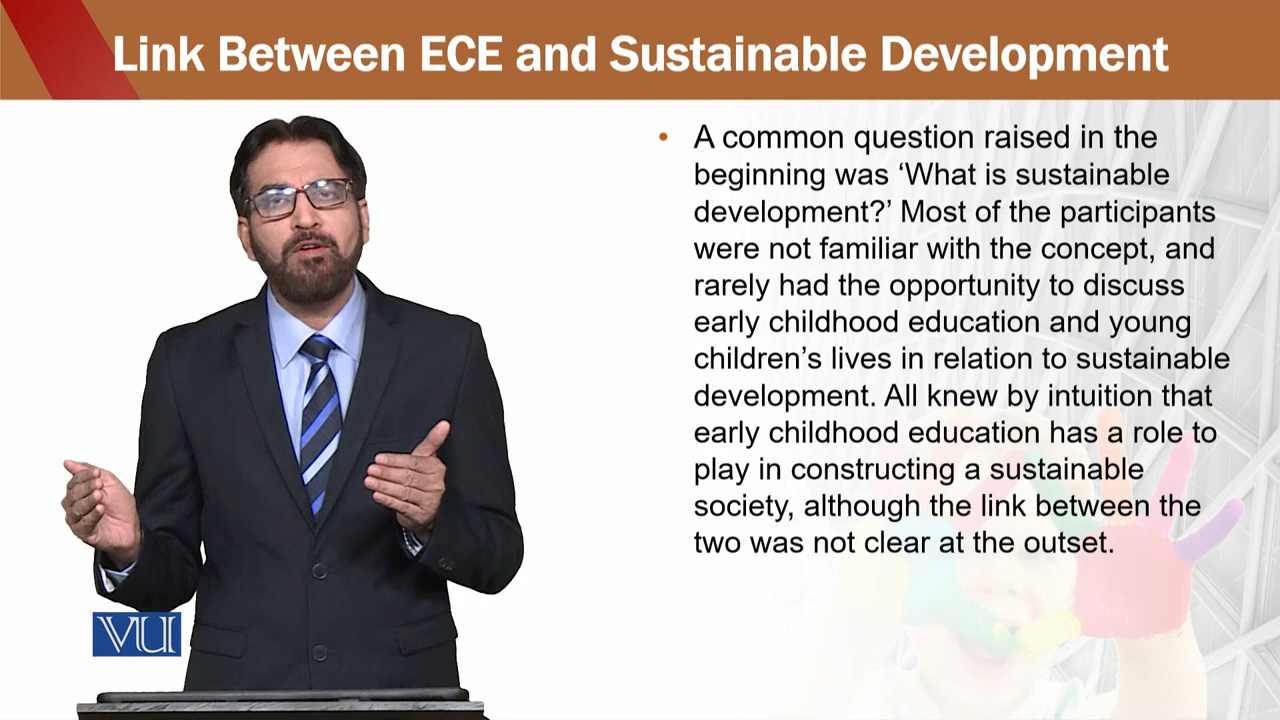 Link Between ECE and Sustainable Development
• A common question raised in the
beginning was ‘What is sustainable
development?’ Most of the participants
were not familiar with the concept, and
rarely had the opportunity to discuss
early childhood education and young
children’s lives in relation to sustainable
development. All knew by intuition that
early childhood education has a role to
play in constructing a sustainable
society, although the link between the
two was not clear at the outset.
VU